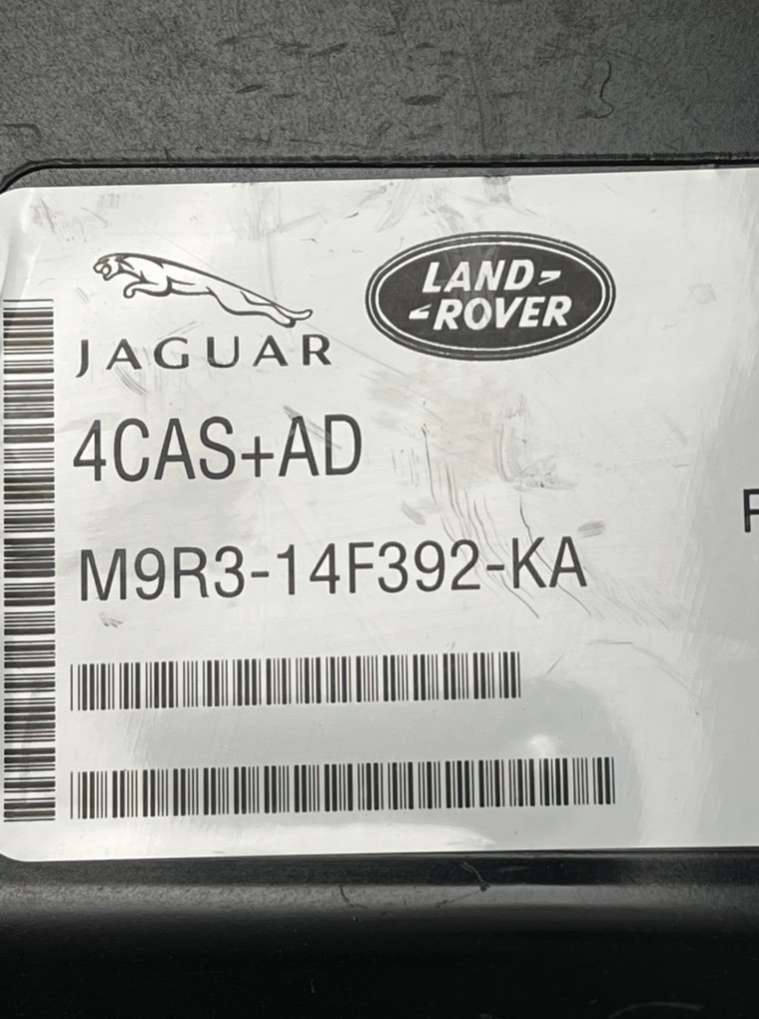 JAGUAR
LAND
ROVER
4CAS+AD
M9R3-14F392-KA